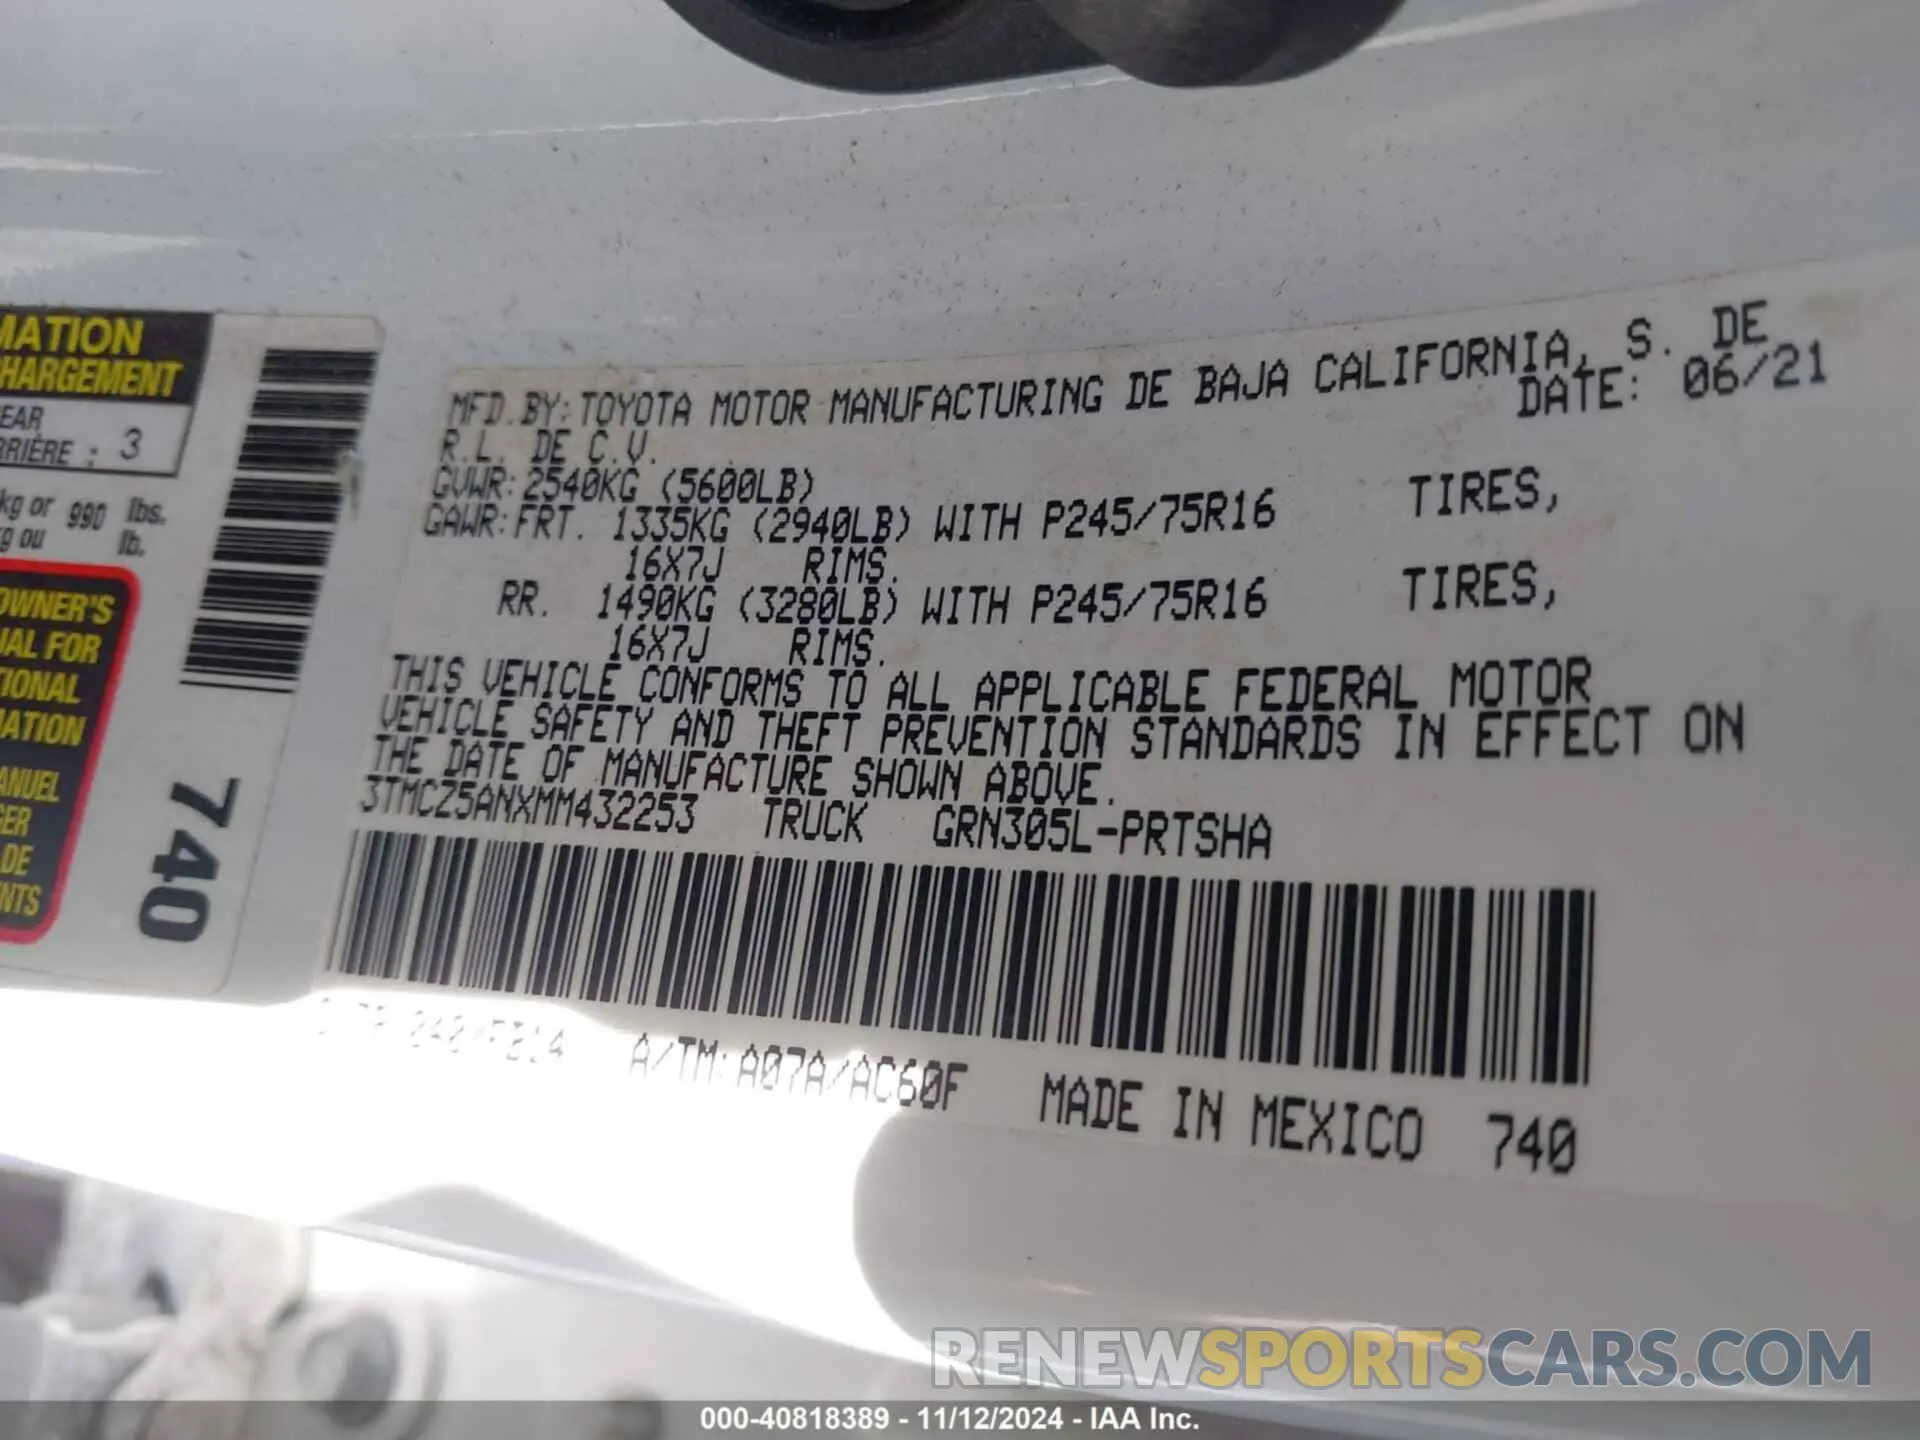 MATION
HARGEMENT
EAR
RRIÈRE : 3
kg or 990 lbs.
kg ou lb.
OWNER'S
UAL FOR
TIONAL
MATION
ANUEL
GER
DE
NTS
740
MFD.BY:TOYOTA MOTOR MANUFACTURING DE BAJA CALIFORNIA, S. DE
R.L. DE C.V. DATE: 06/21
GVWR:2540KG (5600LB)
GAWR:FRT. 1335KG (2940LB) WITH P245/75R16 TIRES,
16X7J RIMS.
RR. 1490KG (3280LB) WITH P245/75R16 TIRES,
16X7J RIMS.
THIS VEHICLE CONFORMS TO ALL APPLICABLE FEDERAL MOTOR
VEHICLE SAFETY AND THEFT PREVENTION STANDARDS IN EFFECT ON
THE DATE OF MANUFACTURE SHOWN ABOVE.
3TMCZ5ANXMM432253 TRUCK GRN305L-PRTSHA
A/TM:A07A/AC60F MADE IN MEXICO 740
RENEWSPORTSCARS.COM
000-40818389 - 11/12/2024 - IAA Inc.